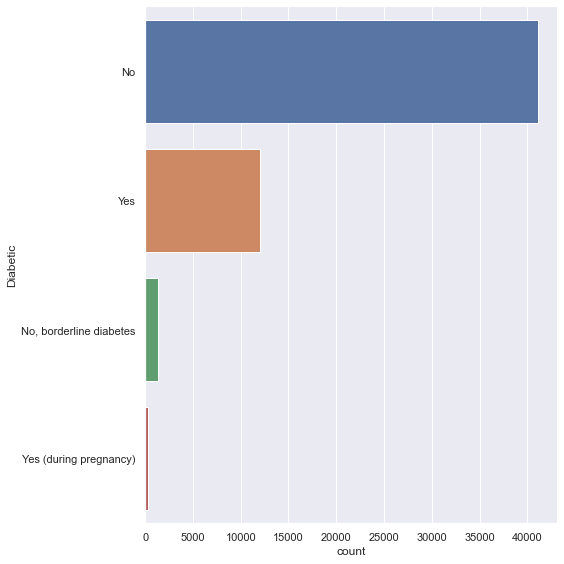 No
Yes
Diabetic
No, borderline diabetes
Yes (during pregnancy)
0 5000 10000 15000 20000 25000 30000 35000 40000
count